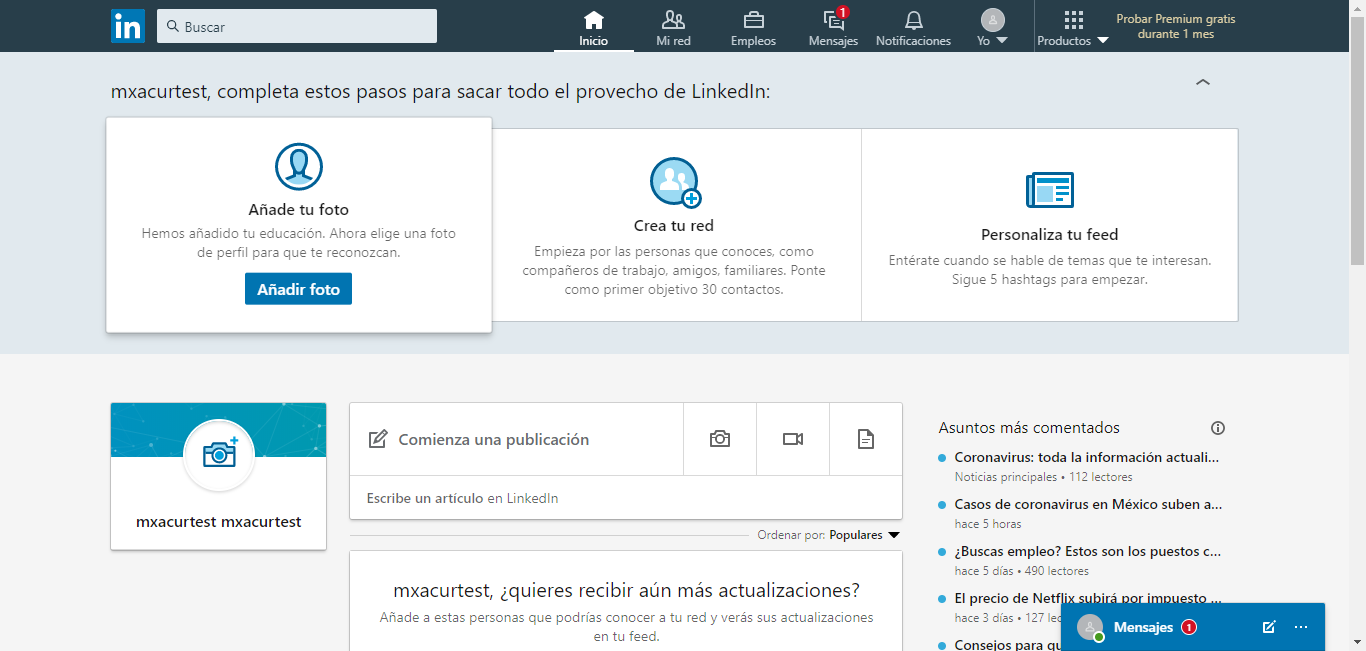 in
Buscar
Inicio
Mi red
Empleos
1
Mensajes
Notificaciones
Yo
Productos
Probar Premium gratis
durante 1 mes
mxacurtest, completa estos pasos para sacar todo el provecho de LinkedIn:
Añade tu foto
Hemos añadido tu educación. Ahora elige una foto
de perfil para que te reconozcan.
Añadir foto
Crea tu red
Empieza por las personas que conoces, como
compañeros de trabajo, amigos, familiares. Ponte
como primer objetivo 30 contactos.
Personaliza tu feed
Entérate cuando se hable de temas que te interesan.
Sigue 5 hashtags para empezar.
mxacurtest mxacurtest
Comienza una publicación
Escribe un artículo en LinkedIn
Ordenar por: Populares
mxacurtest, ¿quieres recibir aún más actualizaciones?
Añade a estas personas que podrías conocer a tu red y verás sus actualizaciones
en tu feed.
Asuntos más comentados
Coronavirus: toda la información actuali...
Noticias principales • 112 lectores
Casos de coronavirus en México suben a...
hace 5 horas
¿Buscas empleo? Estos son los puestos c...
hace 5 días • 490 lectores
El precio de Netflix subirá por impuesto ...
hace 3 días • 127
Consejos para
Mensajes 1